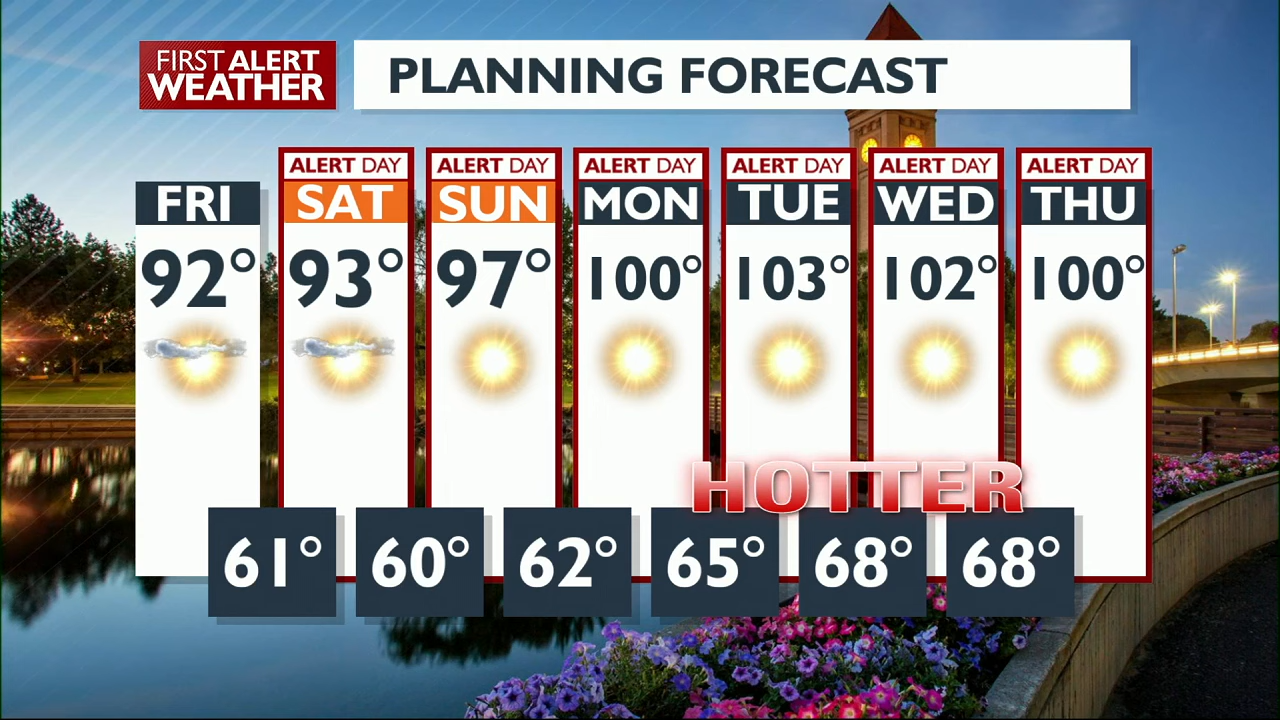 FIRST ALERT
WEATHER
PLANNING FORECAST
ALERT DAY ALERT DAY ALERT DAY ALERT DAY ALERT DAY ALERT DAY
FRI SAT SUN MON TUE WED THU
92° 93° 97° 100° 103° 102° 100°
HOTTER
61° 60° 62° 65° 68° 68°